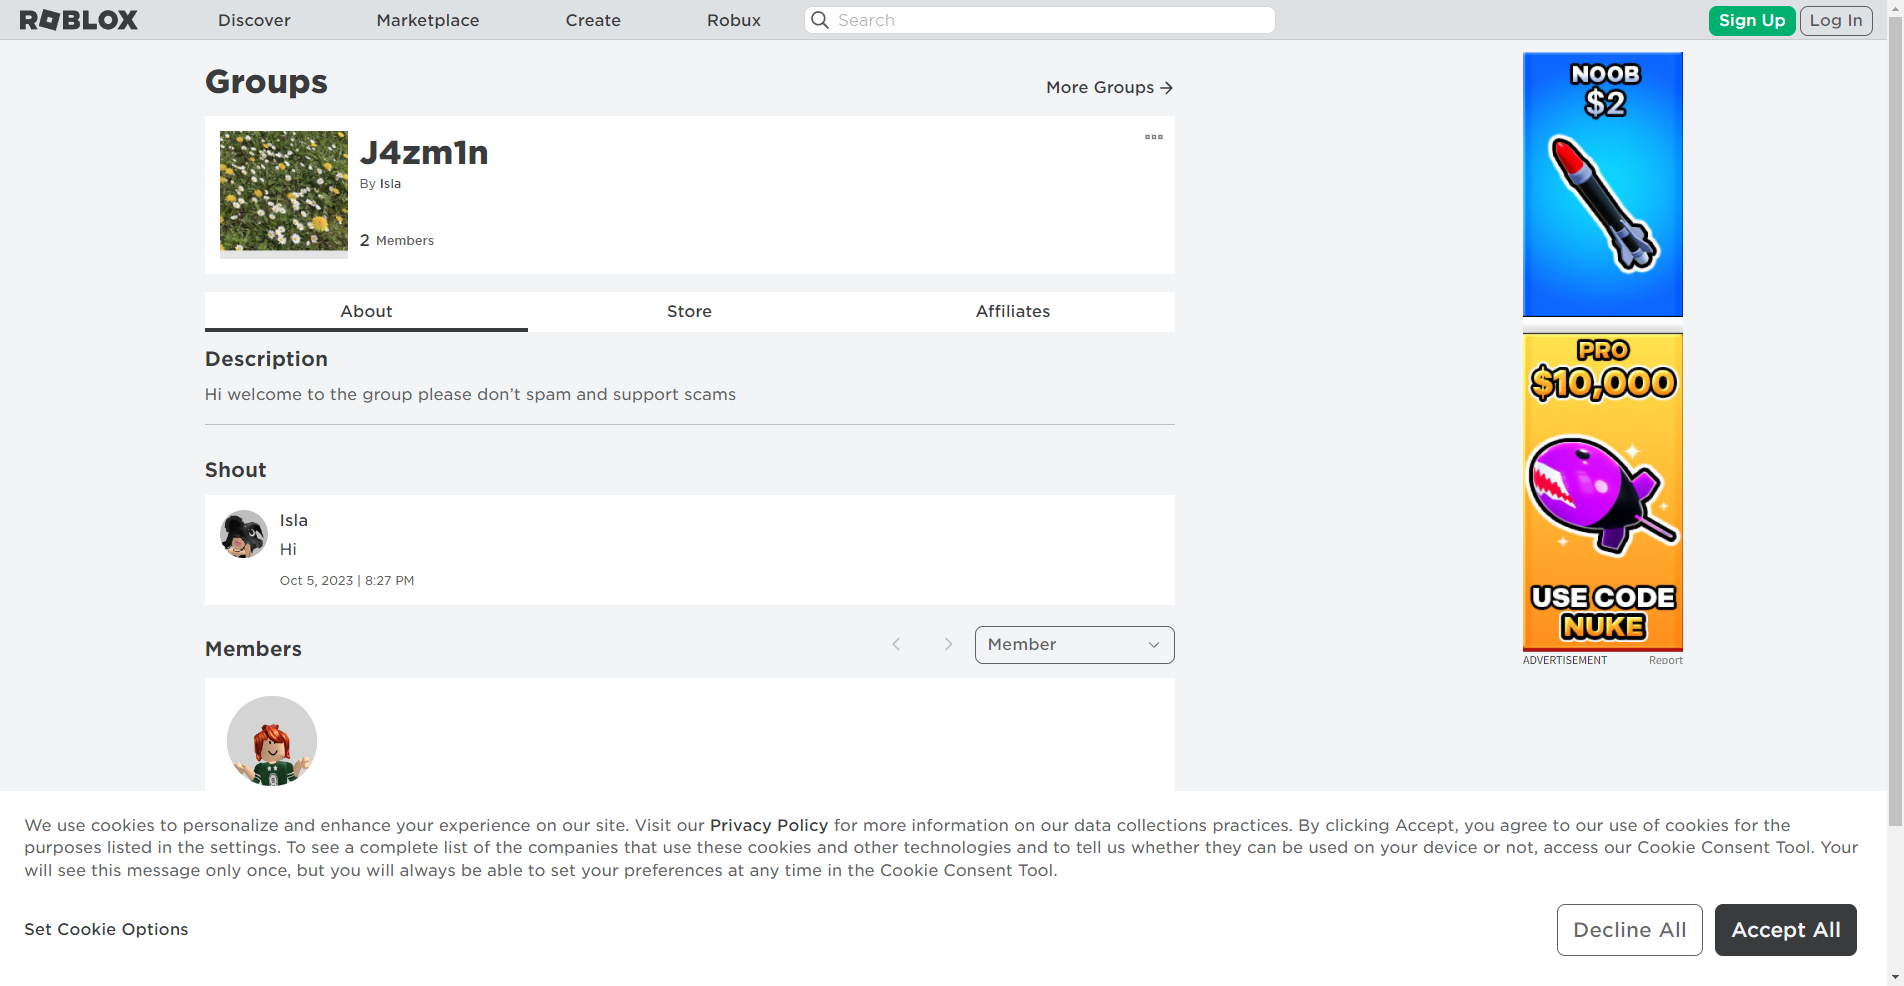 ROBLOX
Discover
Marketplace
Create
Robux
Search
Sign Up
Log In
Groups
More Groups
J4zm1n
By Isla
2 Members
About
Store
Affiliates
Description
Hi welcome to the group please don’t spam and support scams
Shout
Isla
Hi
Oct 5, 2023 | 8:27 PM
Members
Member
NOOB
$2
PRO
$10,000
USE CODE
NUKE
ADVERTISEMENT
Report
We use cookies to personalize and enhance your experience on our site. Visit our Privacy Policy for more information on our data collections practices. By clicking Accept, you agree to our use of cookies for the
purposes listed in the settings. To see a complete list of the companies that use these cookies and other technologies and to tell us whether they can be used on your device or not, access our Cookie Consent Tool. Your
will see this message only once, but you will always be able to set your preferences at any time in the Cookie Consent Tool.
Set Cookie Options
Decline All
Accept All